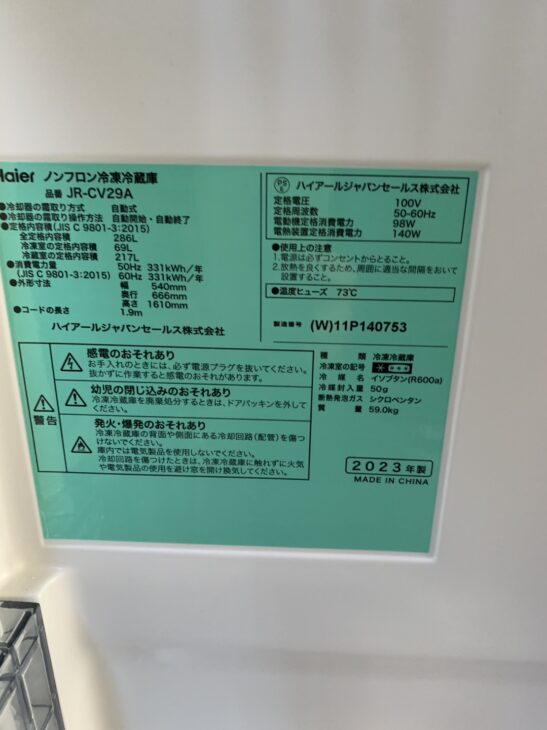 Haier ノンフロン冷凍冷蔵庫
品番 JR-CV29A
●冷却器の霜取り方式 自動式
●冷却器の霜取り操作方法 自動開始・自動終了
●定格内容積(JIS C 9801-3:2015)
全定格内容積 286L
冷凍室の定格内容積 69L
冷蔵室の定格内容積 217L
●消費電力量 50Hz 331kWh/年
(JIS C 9801-3:2015) 60Hz 331kWh/年
●外形寸法 幅 540mm
奥行 666mm
高さ 1610mm
●コードの長さ 1.9m
ハイアールジャパンセールス株式会社
PS
E
ハイアールジャパンセールス株式会社
定格電圧 100V
定格周波数 50-60Hz
電動機定格消費電力 98W
電熱装置定格消費電力 140W
●使用上の注意
1.電源は必ずコンセントからとること。
2.放熱を良くするため、周囲に適当な間隔をおいて
設置すること。
●温度ヒューズ 73℃
製造番号 (W)11P140753
警告
感電のおそれあり
お手入れのときには、必ず電源プラグを抜いてください。
抜かずに作業すると感電のおそれがあります。
幼児の閉じ込みのおそれあり
冷凍冷蔵庫を廃棄処分するときは、ドアパッキンを外して
ください。
発火・爆発のおそれあり
冷凍冷蔵庫の背面や側面にある冷却回路(配管)を傷つ
けないでください。
庫内では電気製品を使用しないでください。
冷却回路を傷つけたときは、冷凍冷蔵庫に触れずに火気
や電気製品の使用を避け窓を開け換気してください。
種類 冷凍冷蔵庫
冷凍室の記号
冷媒名 イソブタン(R600a)
冷媒封入量 50g
断熱発泡ガス シクロペンタン
質量 59.0kg
2023年製
MADE IN CHINA